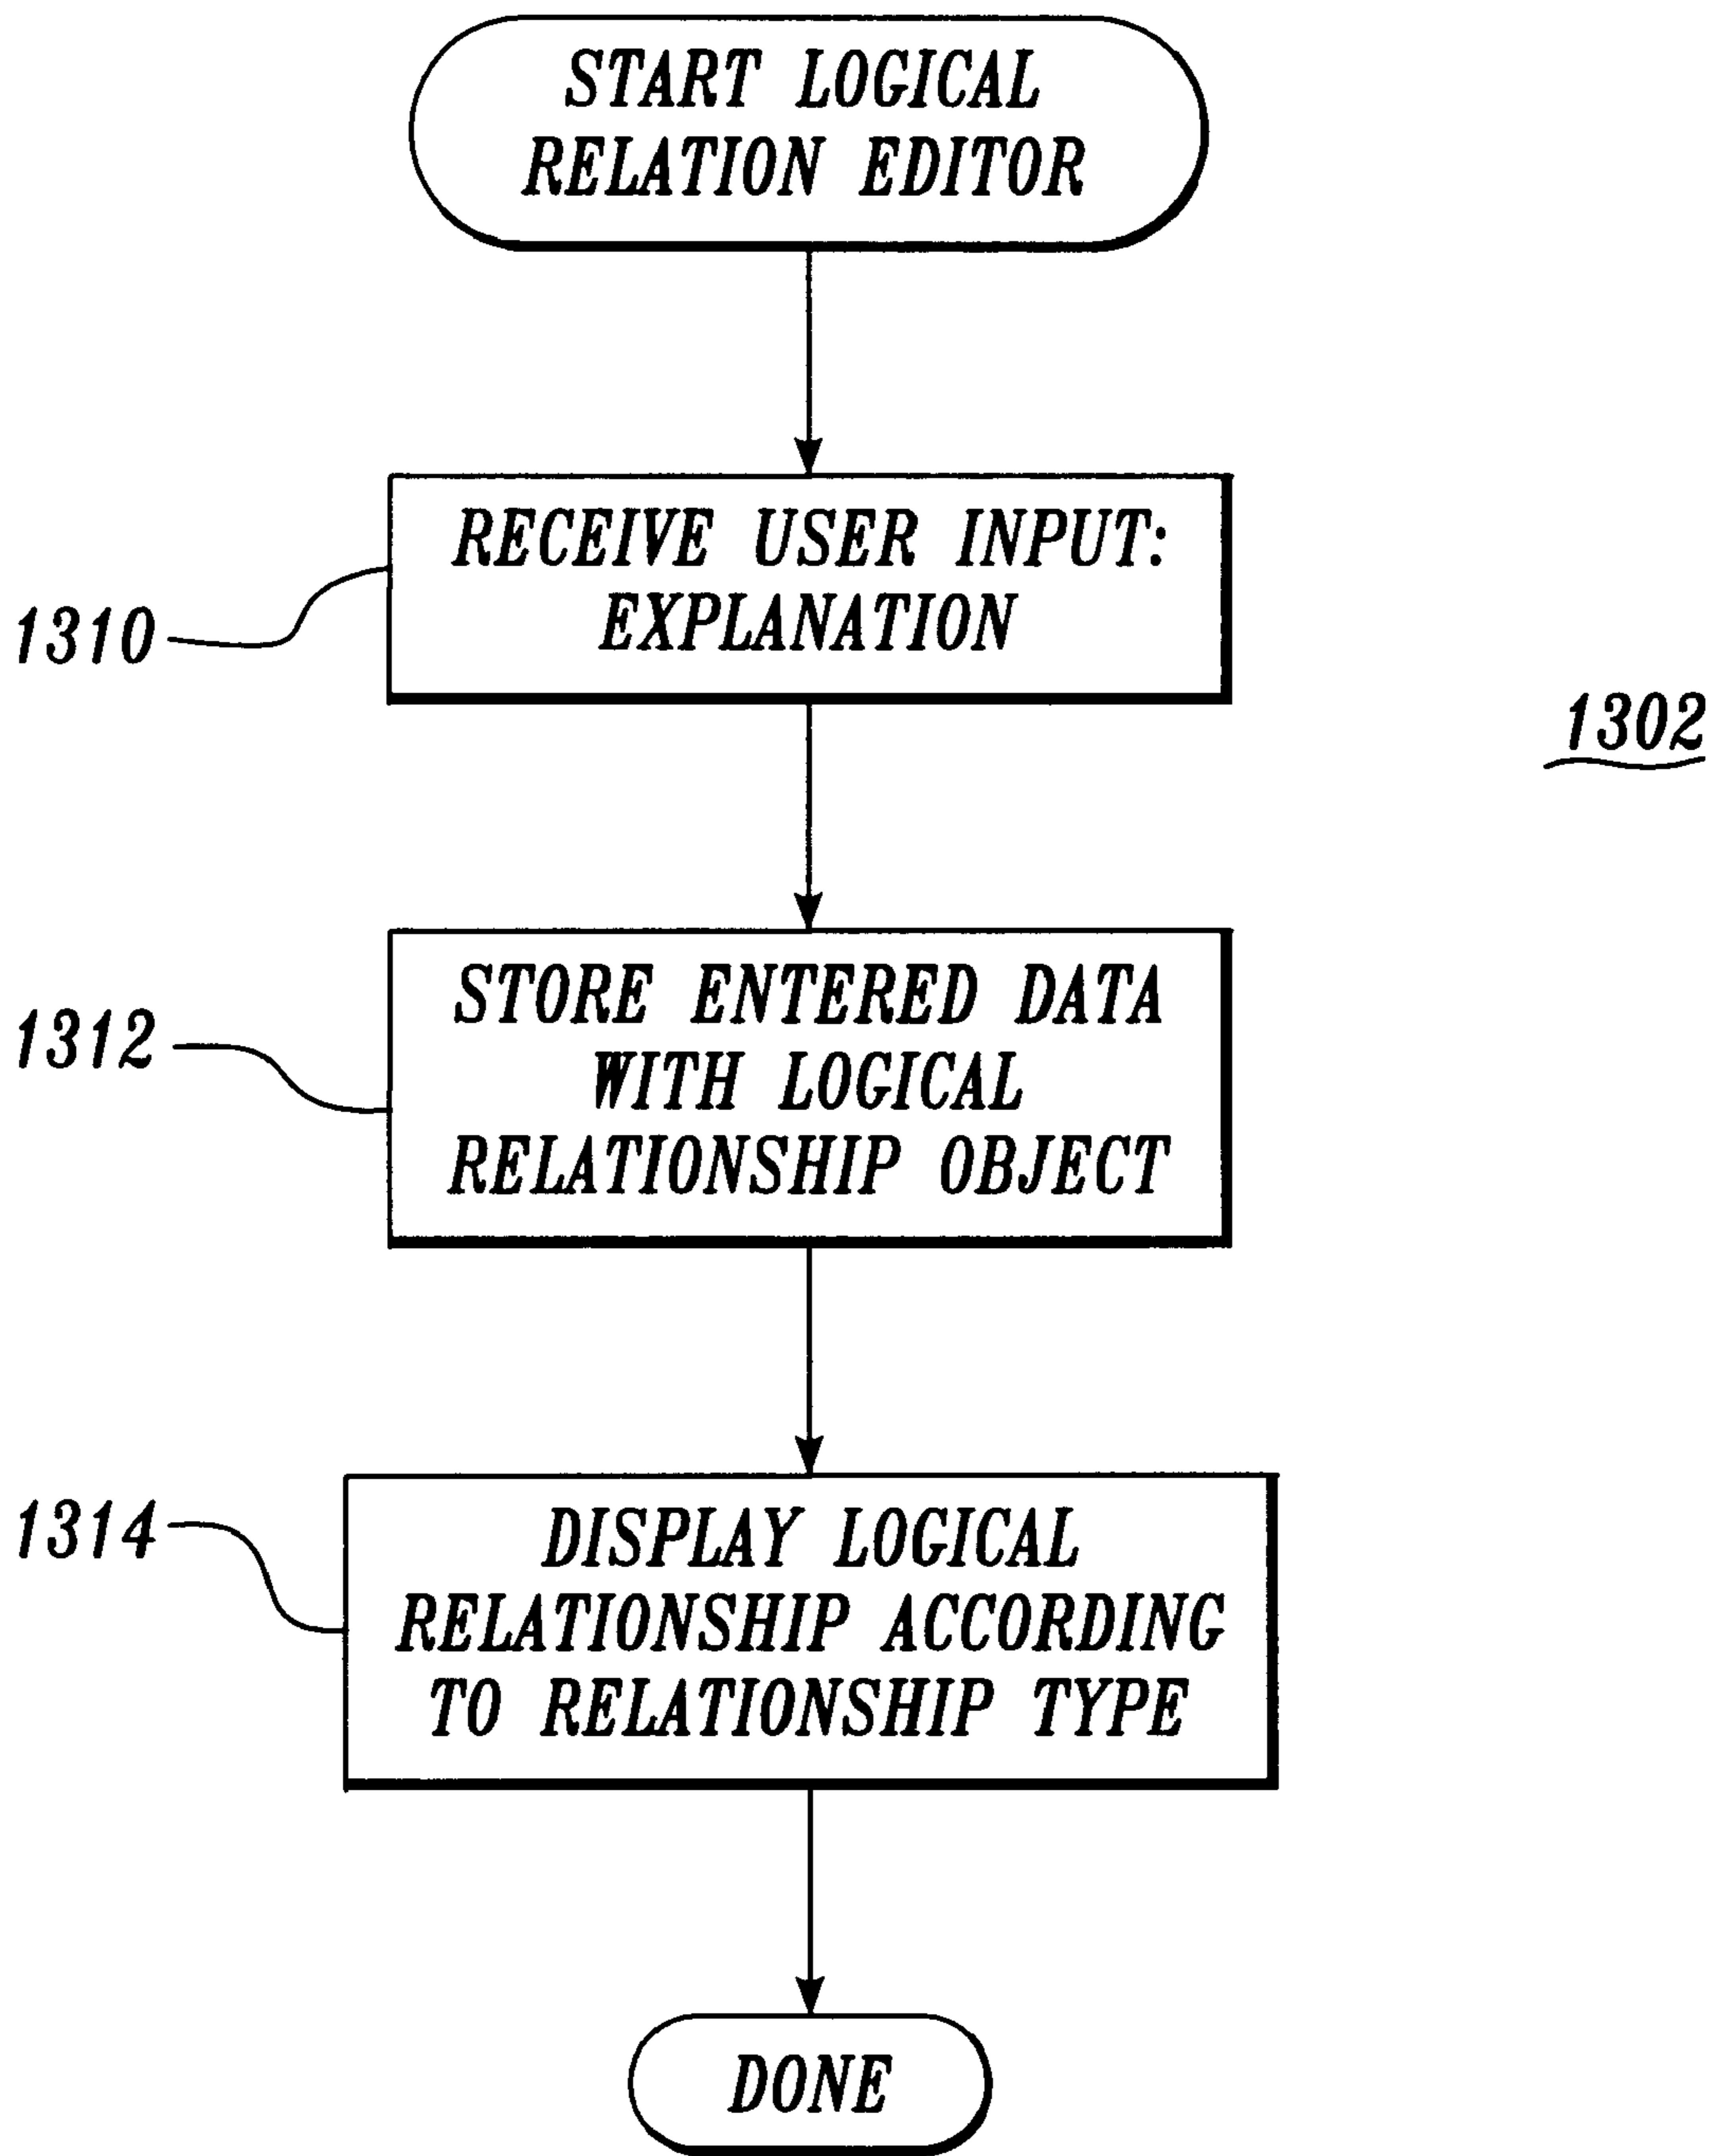 START LOGICAL
RELATION EDITOR
RECEIVE USER INPUT:
EXPLANATION
1310
1302
STORE ENTERED DATA
WITH LOGICAL
RELATIONSHIP OBJECT
1312
DISPLAY LOGICAL
RELATIONSHIP ACCORDING
TO RELATIONSHIP TYPE
1314
DONE